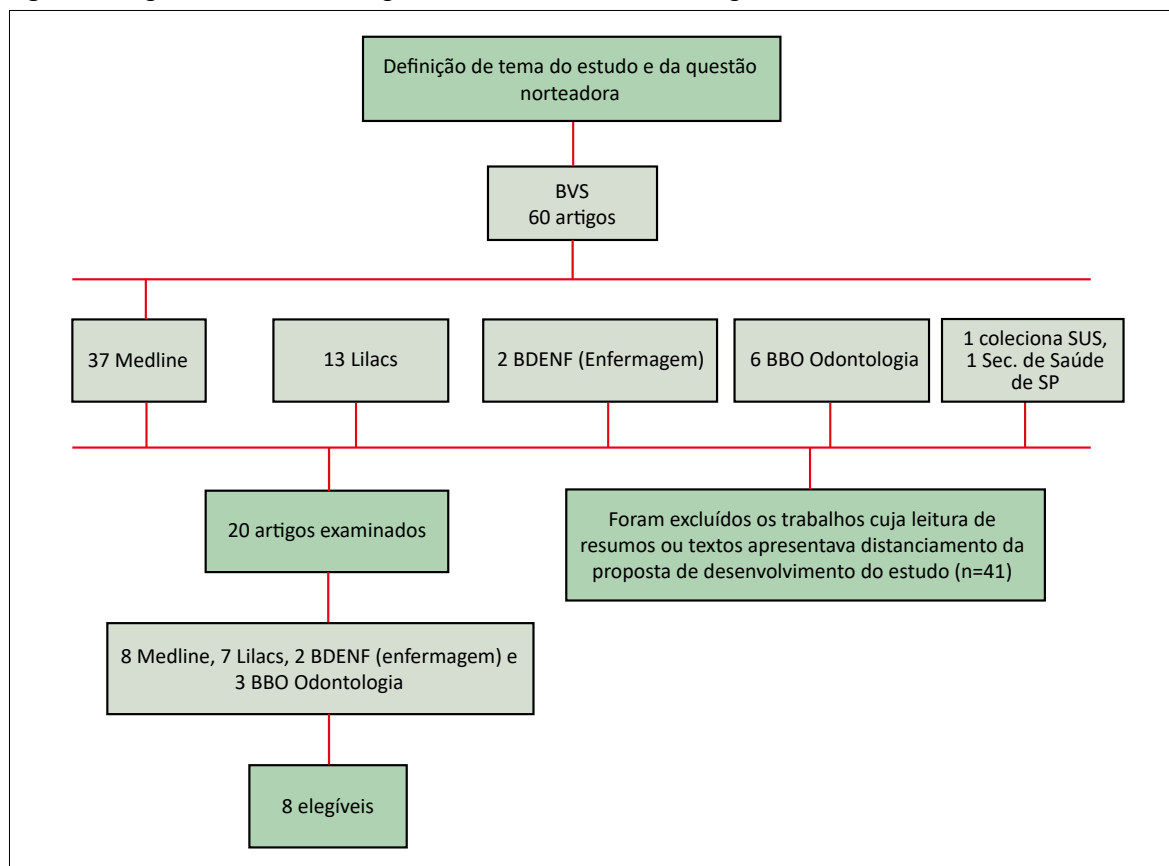 Definição de tema do estudo e da questão
norteadora
BVS
60 artigos
37 Medline
13 Lilacs
2 BDENF (Enfermagem)
6 BBO Odontologia
1 coleciona SUS,
1 Sec. de Saúde
de SP
20 artigos examinados
Foram excluídos os trabalhos cuja leitura de
resumos ou textos apresentava distanciamento da
proposta de desenvolvimento do estudo (n=41)
8 Medline, 7 Lilacs, 2 BDENF (enfermagem) e
3 BBO Odontologia
8 elegíveis